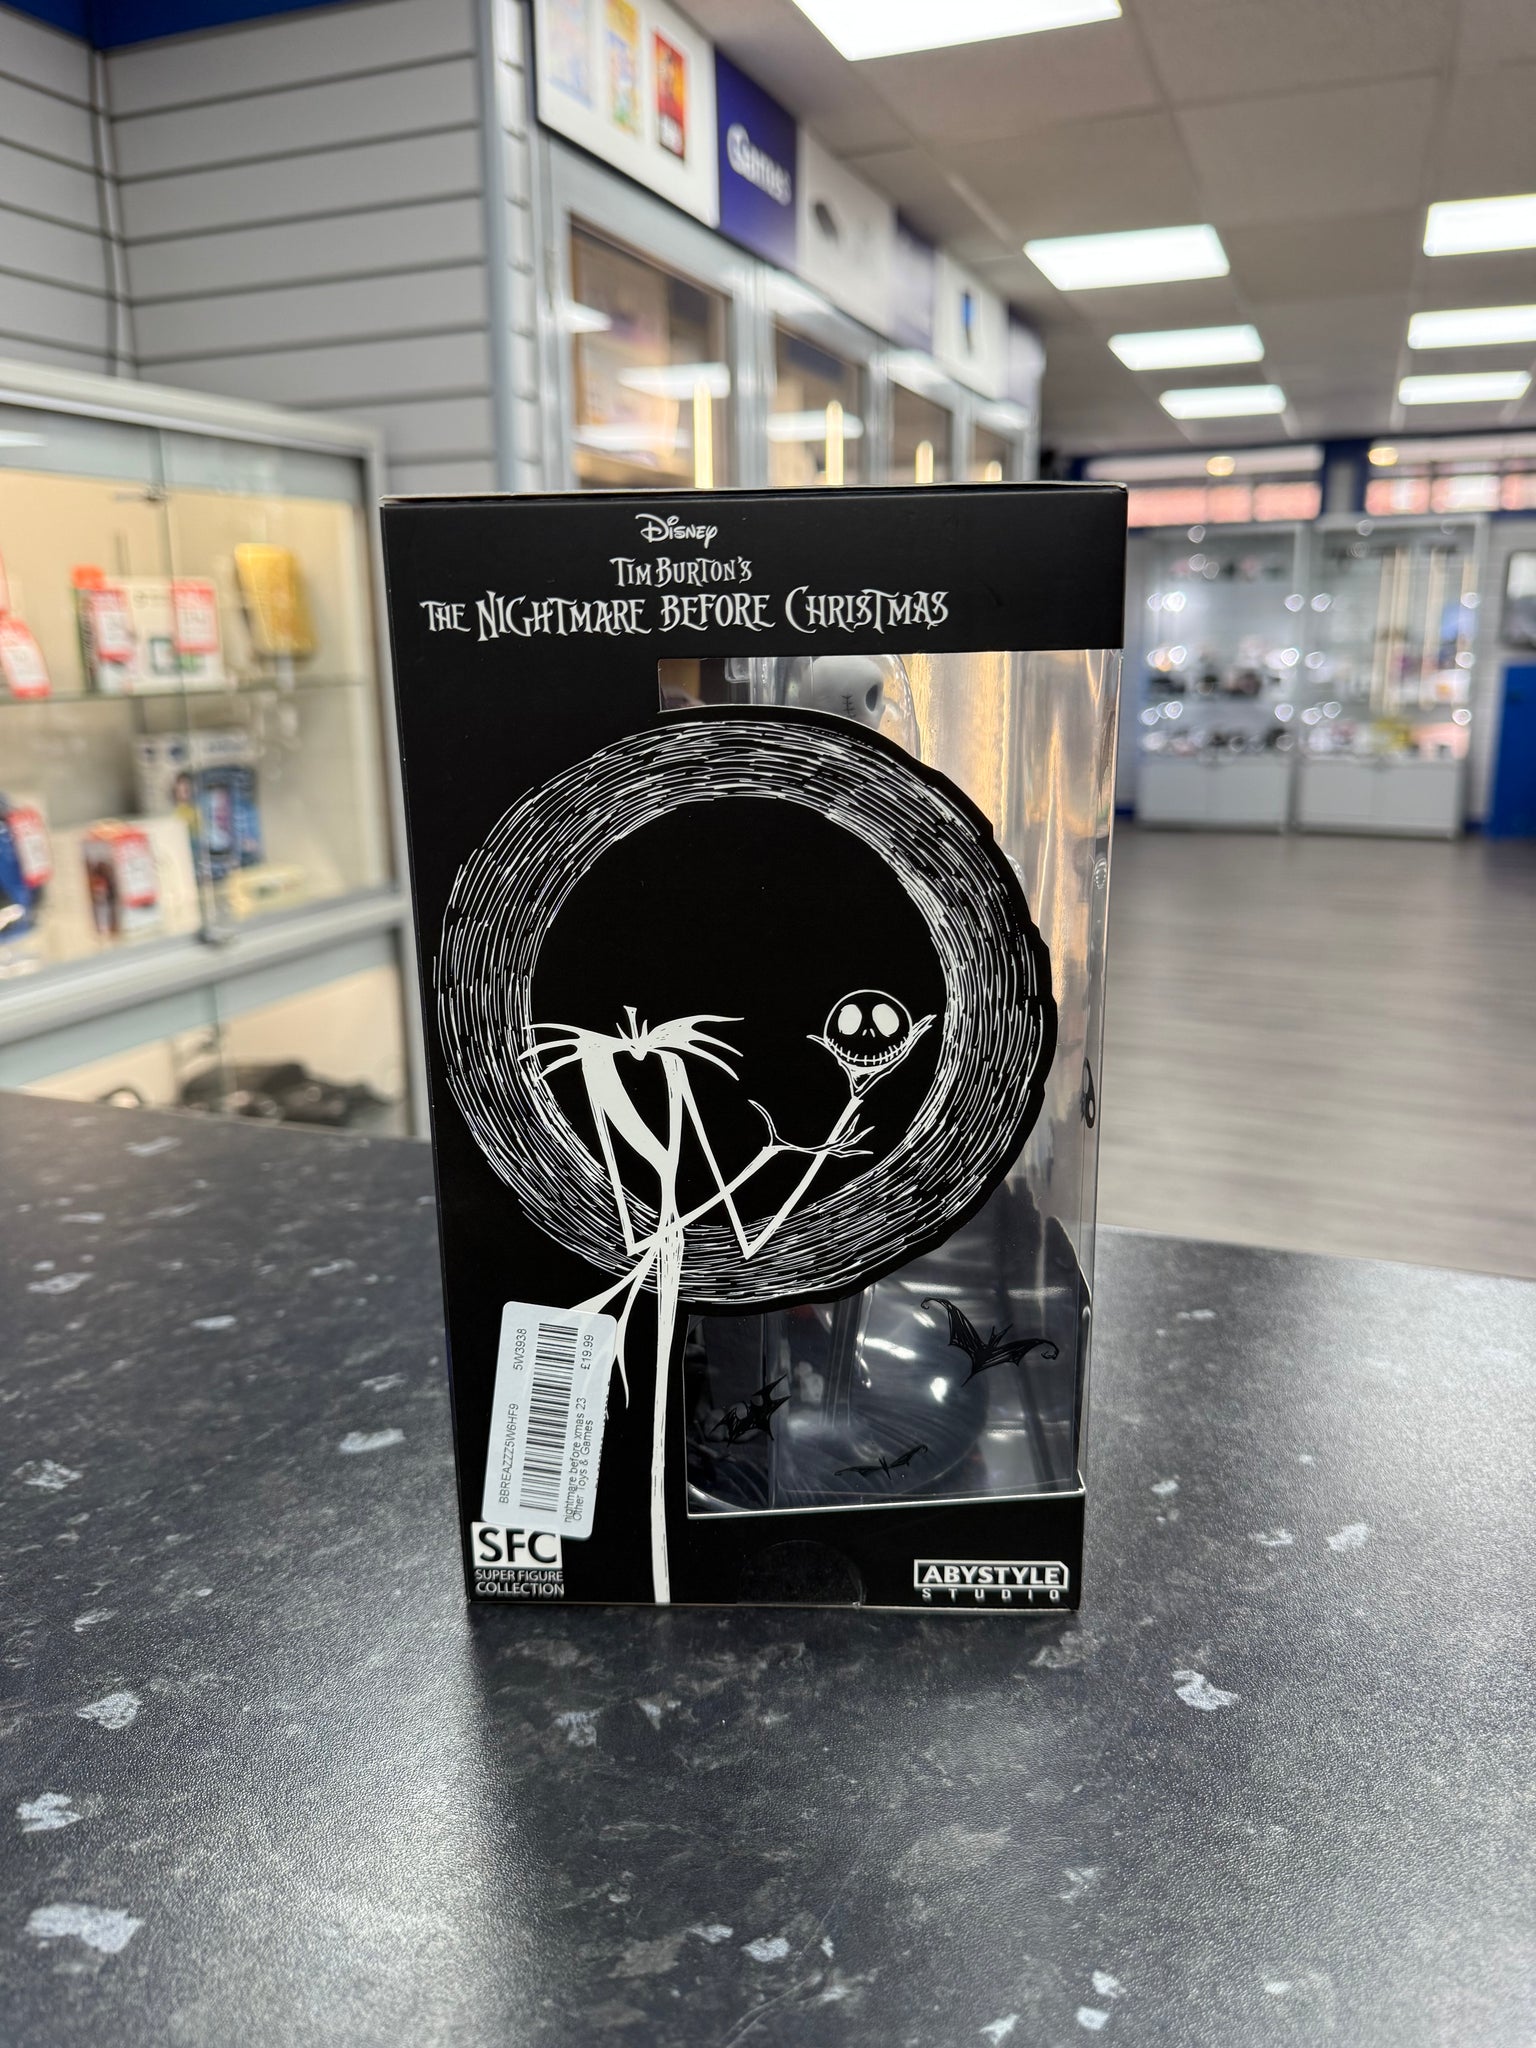 Games
Disney
Tim Burton's
The Nightmare Before Christmas
5W3938
£19.99
BBREAZZZ5W6HF9
nightmare before xmas 23
Other Toys & Games
SFC
SUPER FIGURE
COLLECTION
ABYSTYLE
STUDIO